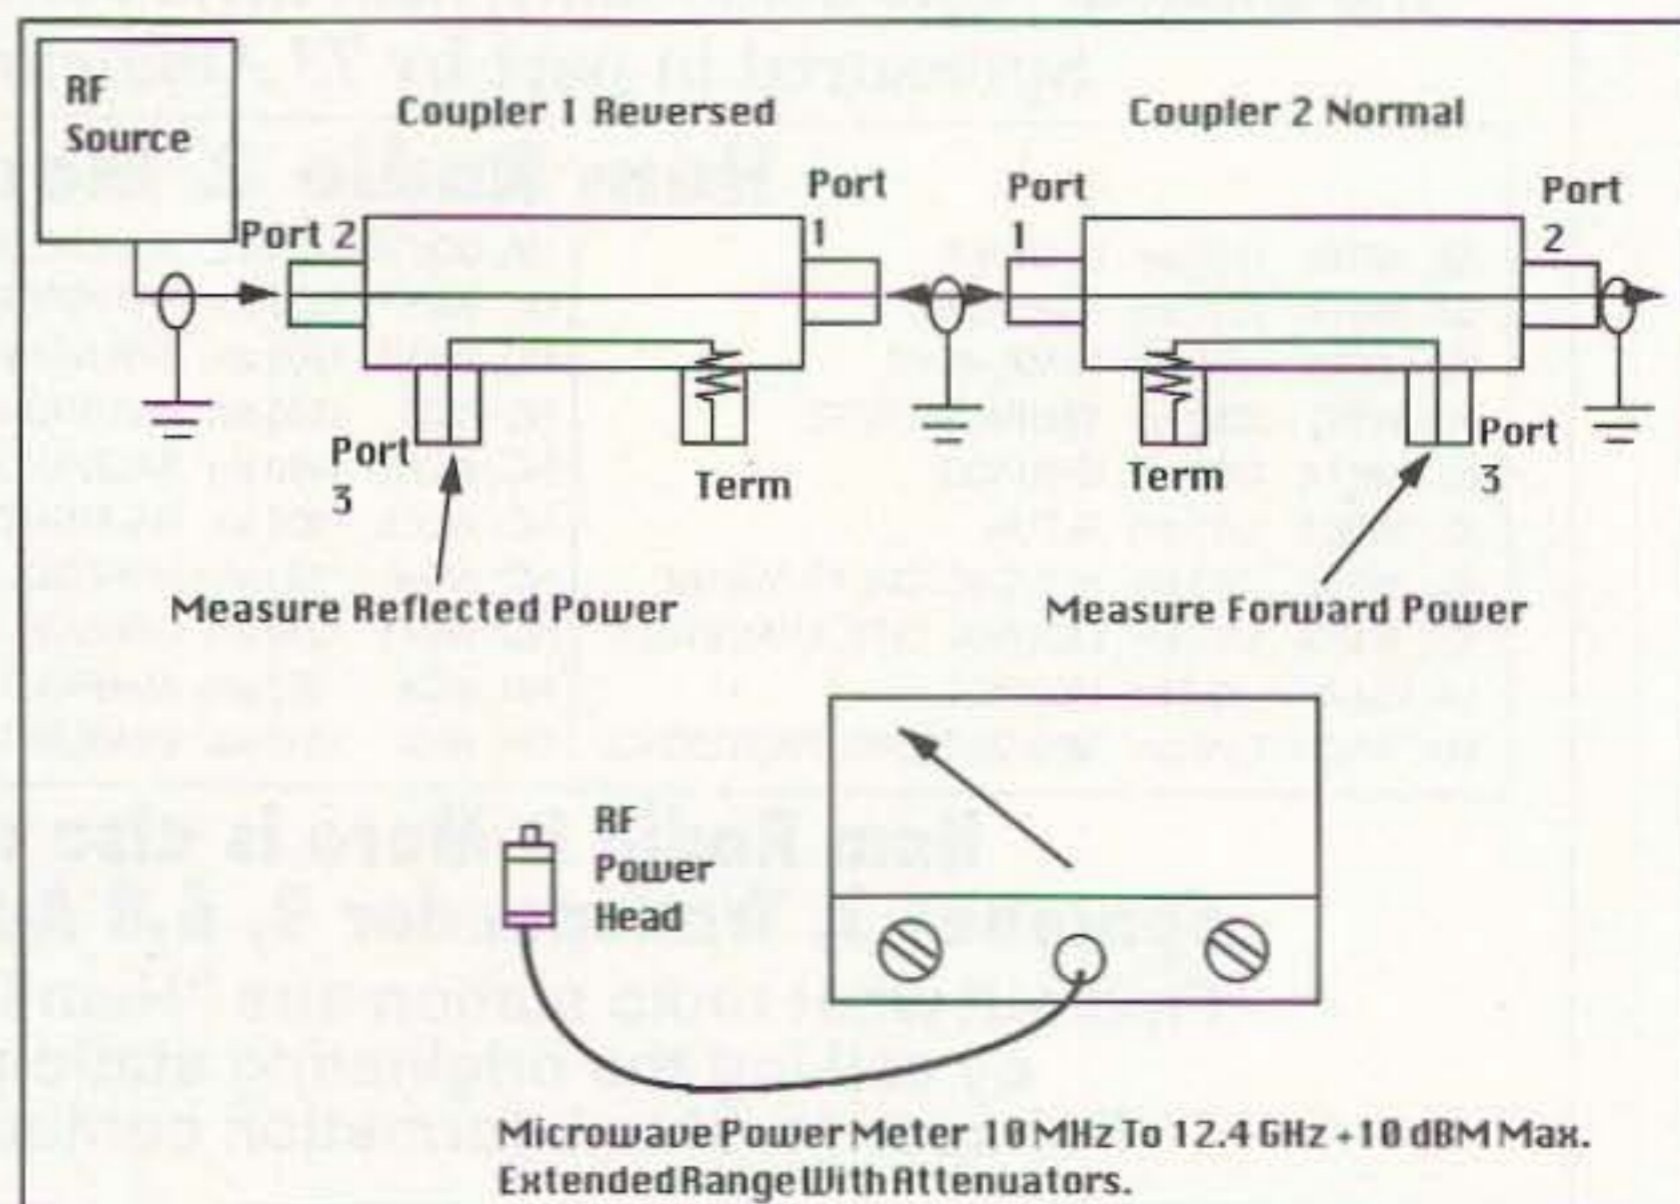 RF
Source
Coupler 1 Reversed
Coupler 2 Normal
Port 2
Port
1
Port
1
Port
2
Port
3
Term
Term
Port
3
Measure Reflected Power
Measure Forward Power
RF
Power
Head
Microwave Power Meter 10 MHz To 12.4 GHz +10 dBM Max.
Extended Range With Attenuators.